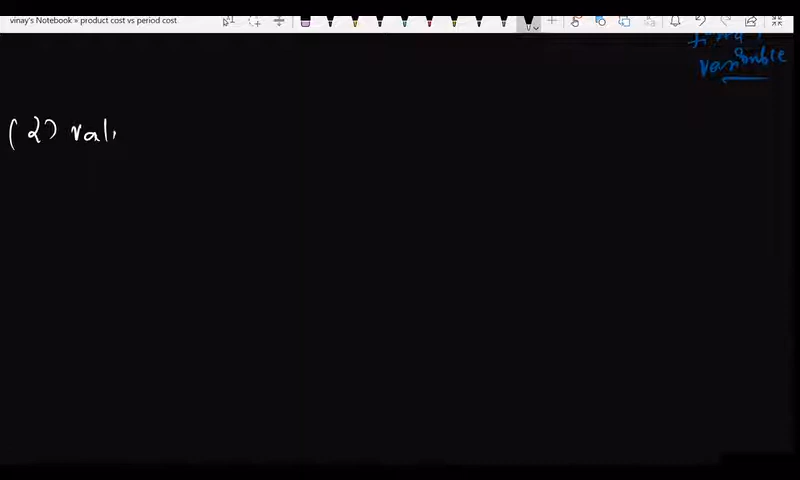 vinay's Notebook » product cost vs period cost
variable
(2) val